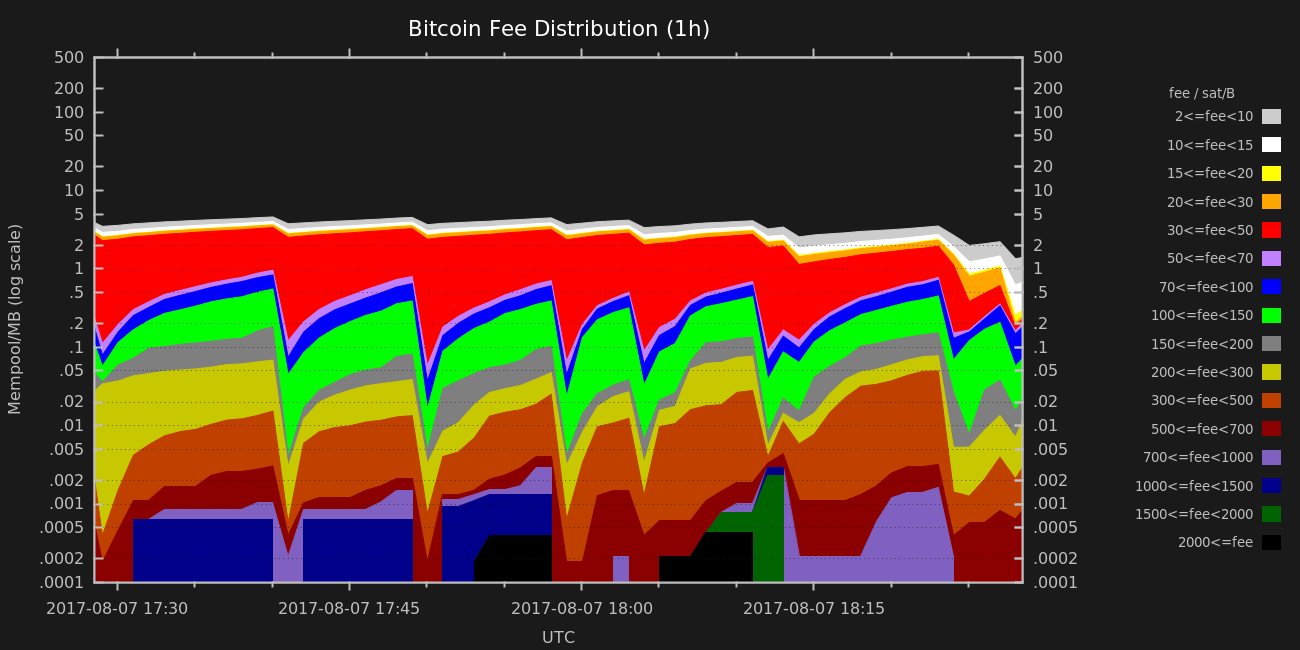 Bitcoin Fee Distribution (1h)
500
200
100
50
20
10
5
2
1
.5
.2
.1
.05
.02
.01
.005
.002
.001
.0005
.0002
.0001
Mempool/MB (log scale)
500
200
100
50
20
10
5
2
1
.5
.2
.1
.05
.02
.01
.005
.002
.001
.0005
.0002
.0001
fee / sat/B
2<=fee<10
10<=fee<15
15<=fee<20
20<=fee<30
30<=fee<50
50<=fee<70
70<=fee<100
100<=fee<150
150<=fee<200
200<=fee<300
300<=fee<500
500<=fee<700
700<=fee<1000
1000<=fee<1500
1500<=fee<2000
2000<=fee
2017-08-07 17:30 2017-08-07 17:45 2017-08-07 18:00 2017-08-07 18:15
UTC